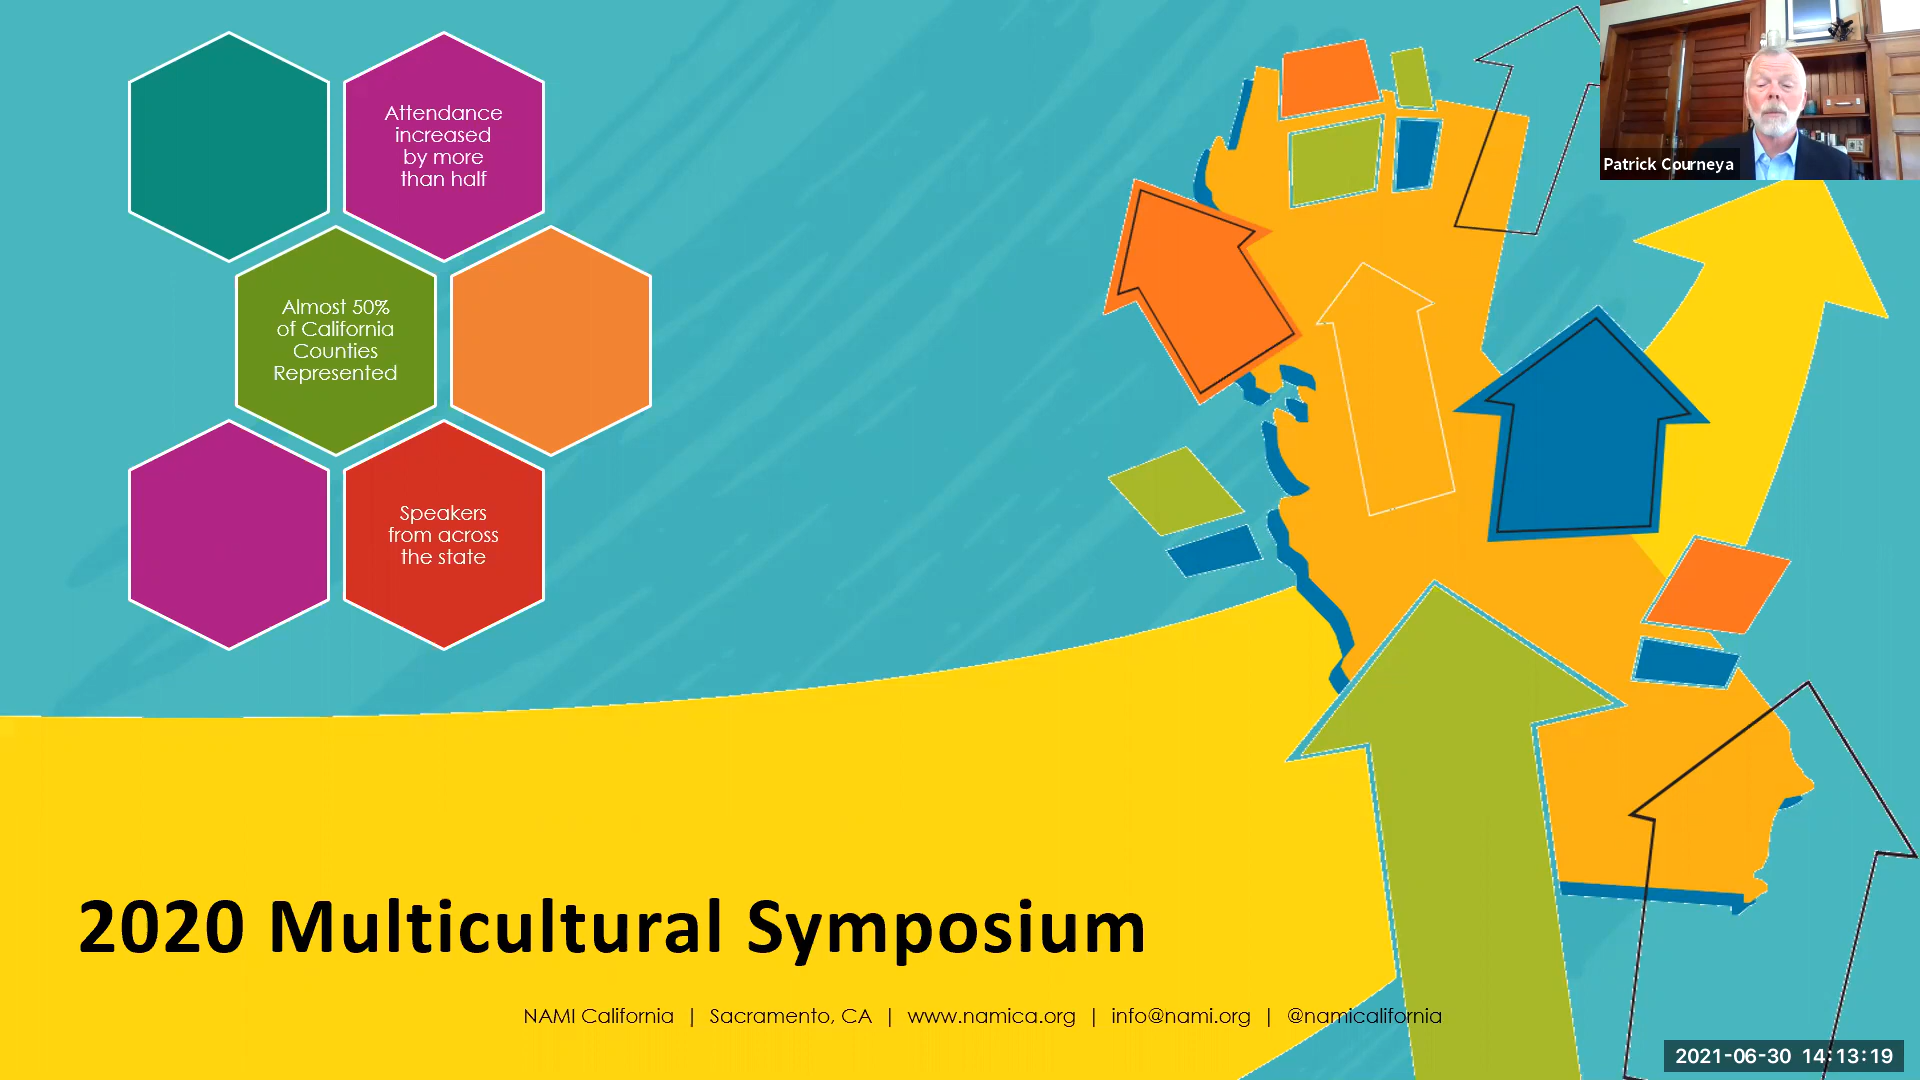 Attendance
increased
by more
than half
Almost 50%
of California
Counties
Represented
Speakers
from across
the state
Patrick Courneya
2020 Multicultural Symposium
NAMI California | Sacramento, CA | www.namica.org | info@nami.org | @namicalifornia
2021-06-30 14:13:19